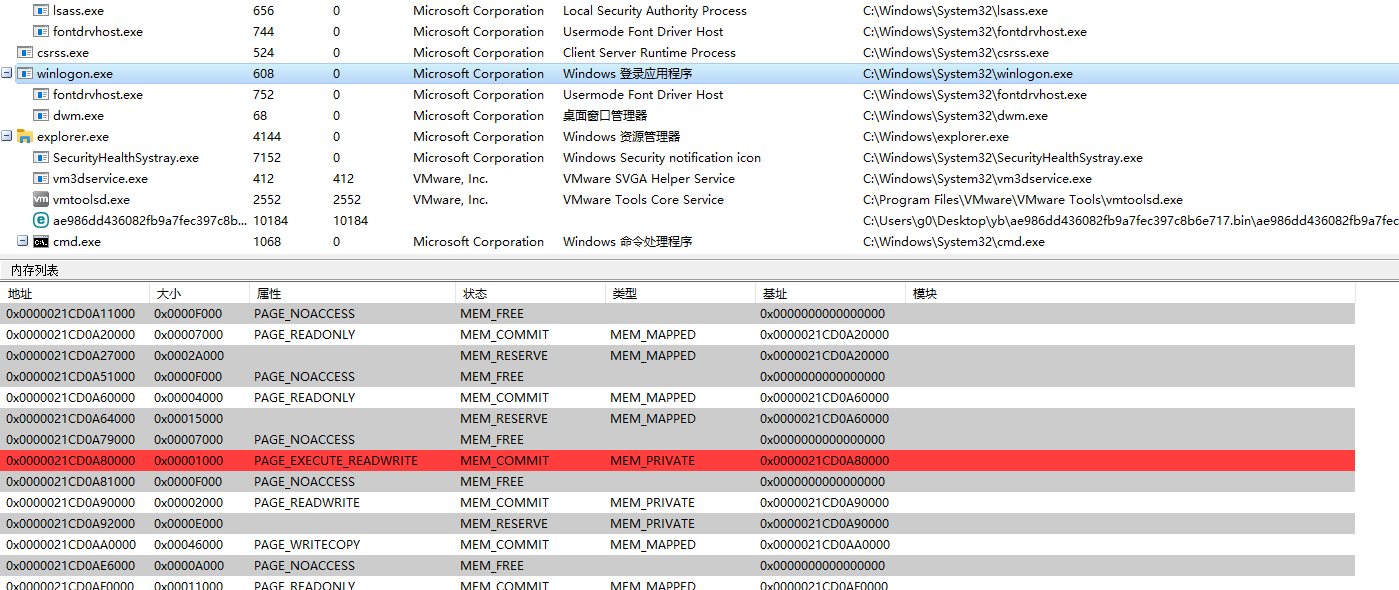 lsass.exe 656 0 Microsoft Corporation Local Security Authority Process C:\Windows\System32\lsass.exe
fontdrvhost.exe 744 0 Microsoft Corporation Usermode Font Driver Host C:\Windows\System32\fontdrvhost.exe
csrss.exe 524 0 Microsoft Corporation Client Server Runtime Process C:\Windows\System32\csrss.exe
winlogon.exe 608 0 Microsoft Corporation Windows 登录应用程序 C:\Windows\System32\winlogon.exe
fontdrvhost.exe 752 0 Microsoft Corporation Usermode Font Driver Host C:\Windows\System32\fontdrvhost.exe
dwm.exe 68 0 Microsoft Corporation 桌面窗口管理器 C:\Windows\System32\dwm.exe
explorer.exe 4144 0 Microsoft Corporation Windows 资源管理器 C:\Windows\explorer.exe
SecurityHealthSystray.exe 7152 0 Microsoft Corporation Windows Security notification icon C:\Windows\System32\SecurityHealthSystray.exe
vm3dservice.exe 412 412 VMware, Inc. VMware SVGA Helper Service C:\Windows\System32\vm3dservice.exe
vm vmtoolsd.exe 2552 2552 VMware, Inc. VMware Tools Core Service C:\Program Files\VMware\VMware Tools\vmtoolsd.exe
ae986dd436082fb9a7fec397c8b... 10184 10184 C:\Users\g0\Desktop\yb\ae986dd436082fb9a7fec397c8b6e717.bin\ae986dd436082fb9a7fec397c8
cmd.exe 1068 0 Microsoft Corporation Windows 命令处理程序 C:\Windows\System32\cmd.exe
内存列表
地址 大小 属性 状态 类型 基址 模块
0x0000021CD0A11000 0x0000F000 PAGE_NOACCESS MEM_FREE 0x0000000000000000
0x0000021CD0A20000 0x00007000 PAGE_READONLY MEM_COMMIT MEM_MAPPED 0x0000021CD0A20000
0x0000021CD0A27000 0x0002A000 MEM_RESERVE MEM_MAPPED 0x0000021CD0A20000
0x0000021CD0A51000 0x0000F000 PAGE_NOACCESS MEM_FREE 0x0000000000000000
0x0000021CD0A60000 0x00004000 PAGE_READONLY MEM_COMMIT MEM_MAPPED 0x0000021CD0A60000
0x0000021CD0A64000 0x00015000 MEM_RESERVE MEM_MAPPED 0x0000021CD0A60000
0x0000021CD0A79000 0x00007000 PAGE_NOACCESS MEM_FREE 0x0000000000000000
0x0000021CD0A80000 0x00001000 PAGE_EXECUTE_READWRITE MEM_COMMIT MEM_PRIVATE 0x0000021CD0A80000
0x0000021CD0A81000 0x0000F000 PAGE_NOACCESS MEM_FREE 0x0000000000000000
0x0000021CD0A90000 0x00002000 PAGE_READWRITE MEM_COMMIT MEM_PRIVATE 0x0000021CD0A90000
0x0000021CD0A92000 0x0000E000 MEM_RESERVE MEM_PRIVATE 0x0000021CD0A90000
0x0000021CD0AA0000 0x00046000 PAGE_WRITECOPY MEM_COMMIT MEM_MAPPED 0x0000021CD0AA0000
0x0000021CD0AE6000 0x0000A000 PAGE_NOACCESS MEM_FREE 0x0000000000000000
0x0000021CD0AF0000 0x00011000 PAGE_READONLY MEM_COMMIT MEM_MAPPED 0x0000021CD0AF0000